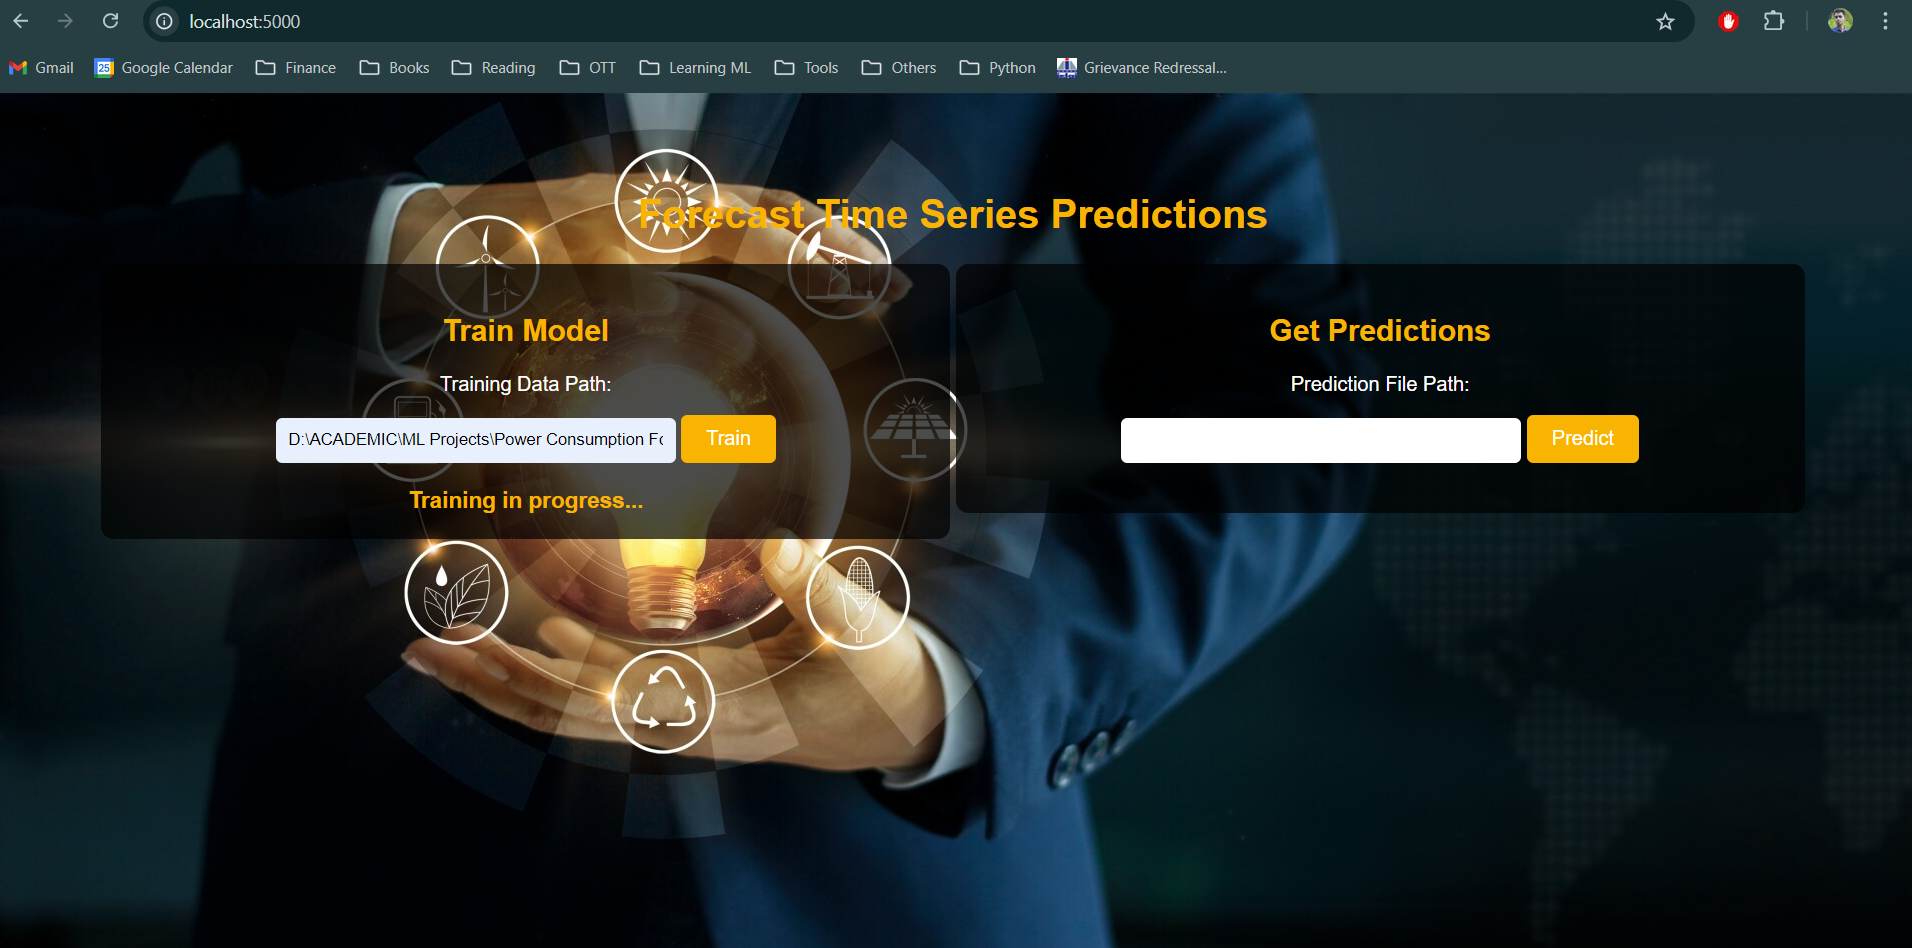 localhost:5000
Gmail 25 Google Calendar Finance Books Reading OTT Learning ML Tools Others Python Grievance Redressal...
Forecast Time Series Predictions
Train Model
Training Data Path:
D:\ACADEMIC\ML Projects\Power Consumption Fo
Train
Training in progress...
Get Predictions
Prediction File Path:
Predict